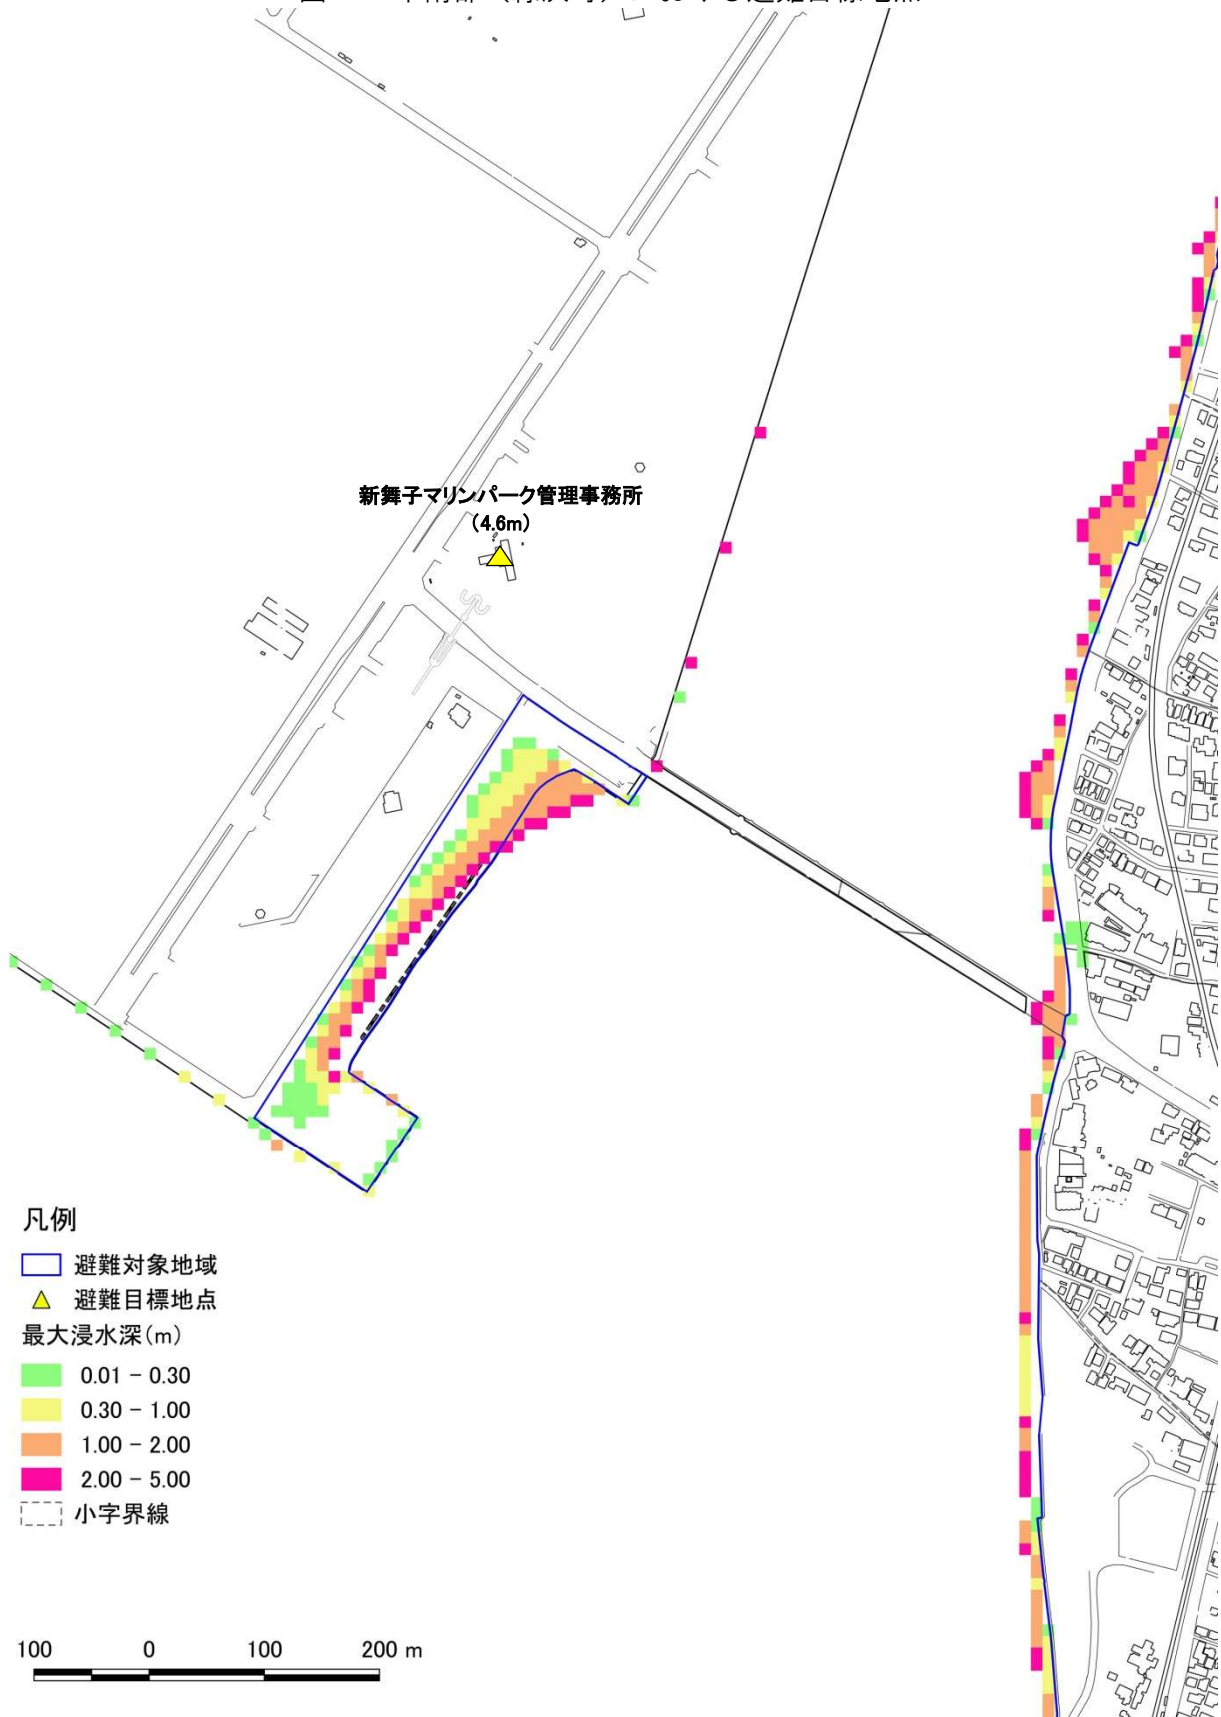 新舞子マリンパーク管理事務所
(4.6m)
凡例
避難対象地域
避難目標地点
最大浸水深(m)
0.01 - 0.30
0.30 - 1.00
1.00 - 2.00
2.00 - 5.00
小字界線
100 0 100 200 m